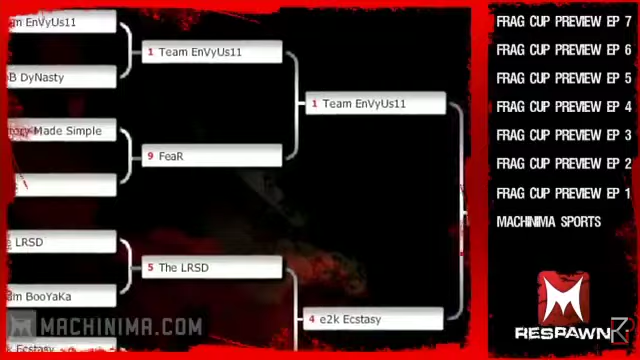 m EnVyUs11
B DyNasty
ory Made Simple
LRSD
m BooYaKa
Ecstasy
1 Team EnVyUs11
9 FeaR
5 The LRSD
1 Team EnVyUs11
4 e2k Ecstasy
MACHINIMA.COM
FRAG CUP PREVIEW EP 7
FRAG CUP PREVIEW EP 6
FRAG CUP PREVIEW EP 5
FRAG CUP PREVIEW EP 4
FRAG CUP PREVIEW EP 3
FRAG CUP PREVIEW EP 2
FRAG CUP PREVIEW EP 1
MACHINIMA SPORTS
RESPAWN